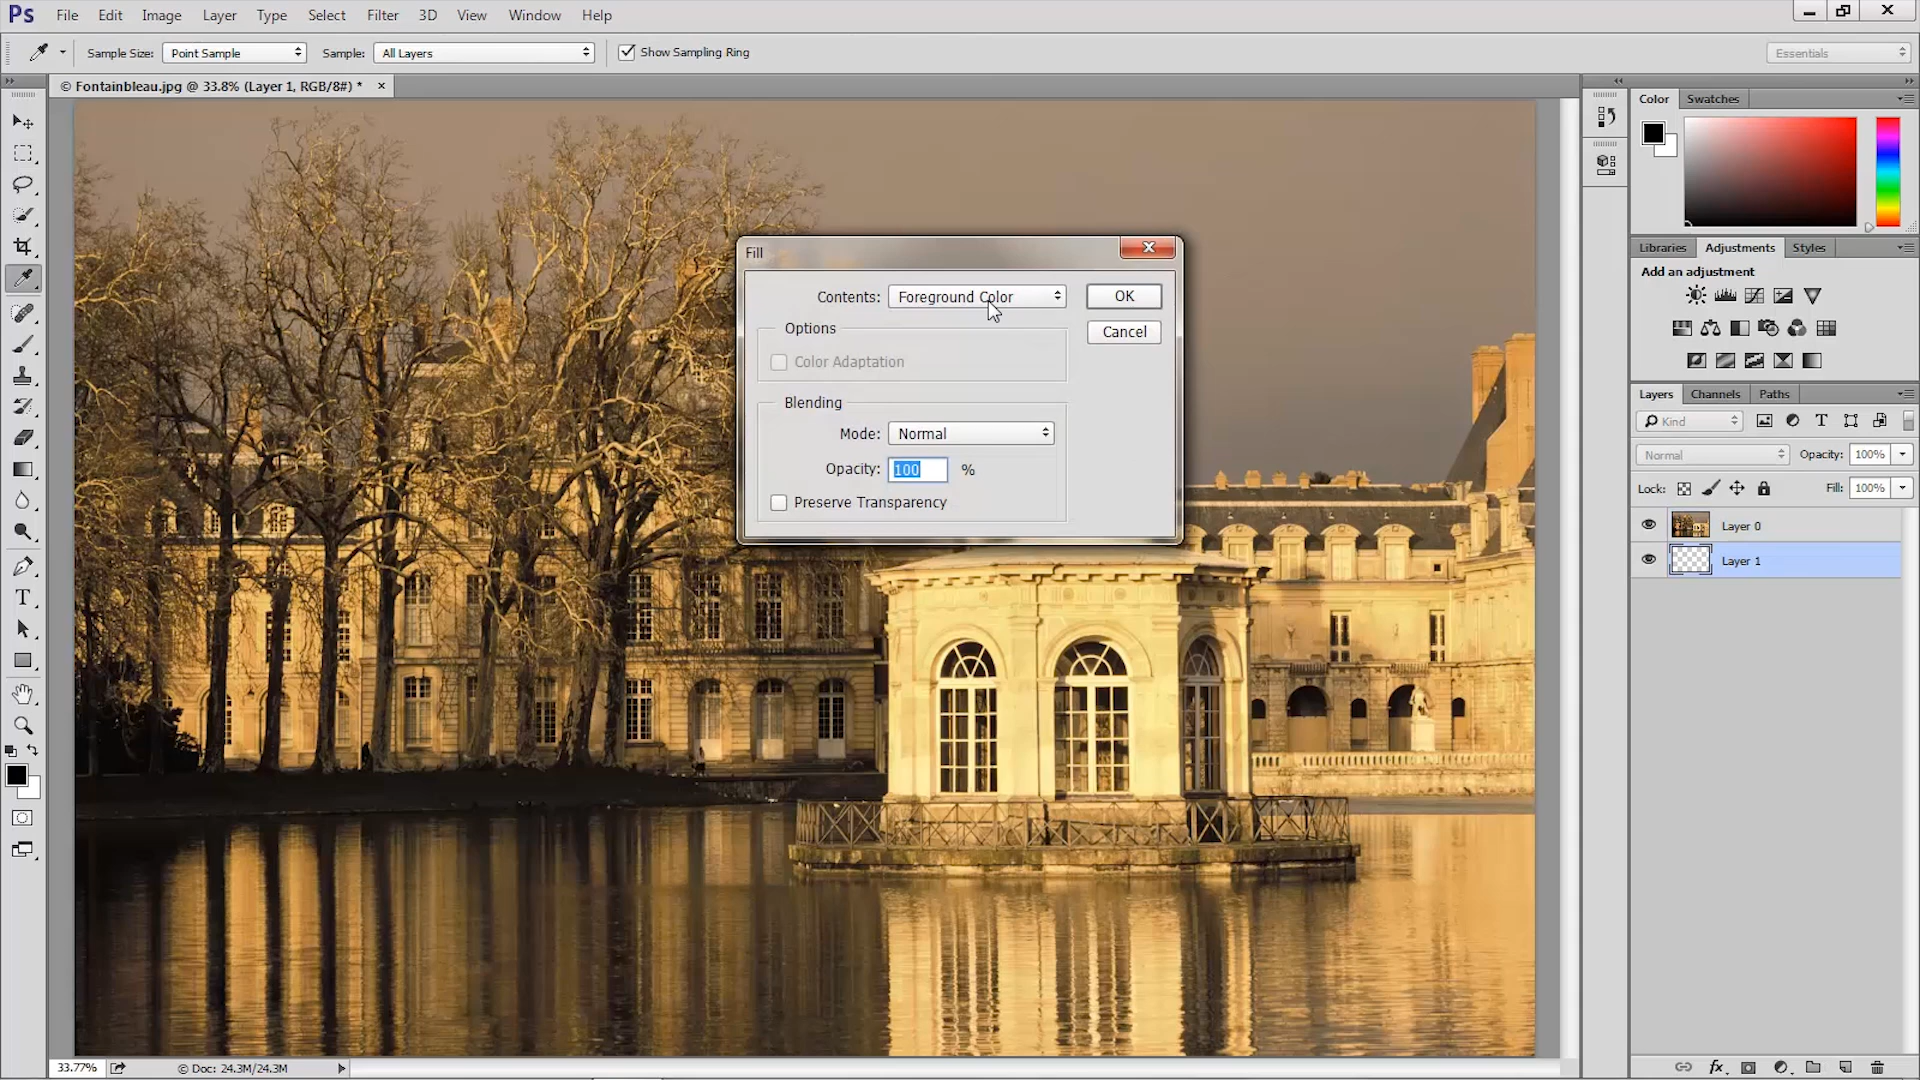 Ps File Edit Image Layer Type Select Filter 3D View Window Help
Sample Size: Point Sample Sample: All Layers Show Sampling Ring Essentials
© Fontainbleau.jpg @ 33.8% (Layer 1, RGB/8#) * ×
Color Swatches
Fill
Contents: Foreground Color OK
Options Cancel
Color Adaptation
Blending
Mode: Normal
Opacity: 100 %
Preserve Transparency
Libraries Adjustments Styles
Add an adjustment
Layers Channels Paths
Kind
Normal Opacity: 100%
Lock: Fill: 100%
Layer 0
Layer 1
33.77% © Doc: 24.3M/24.3M